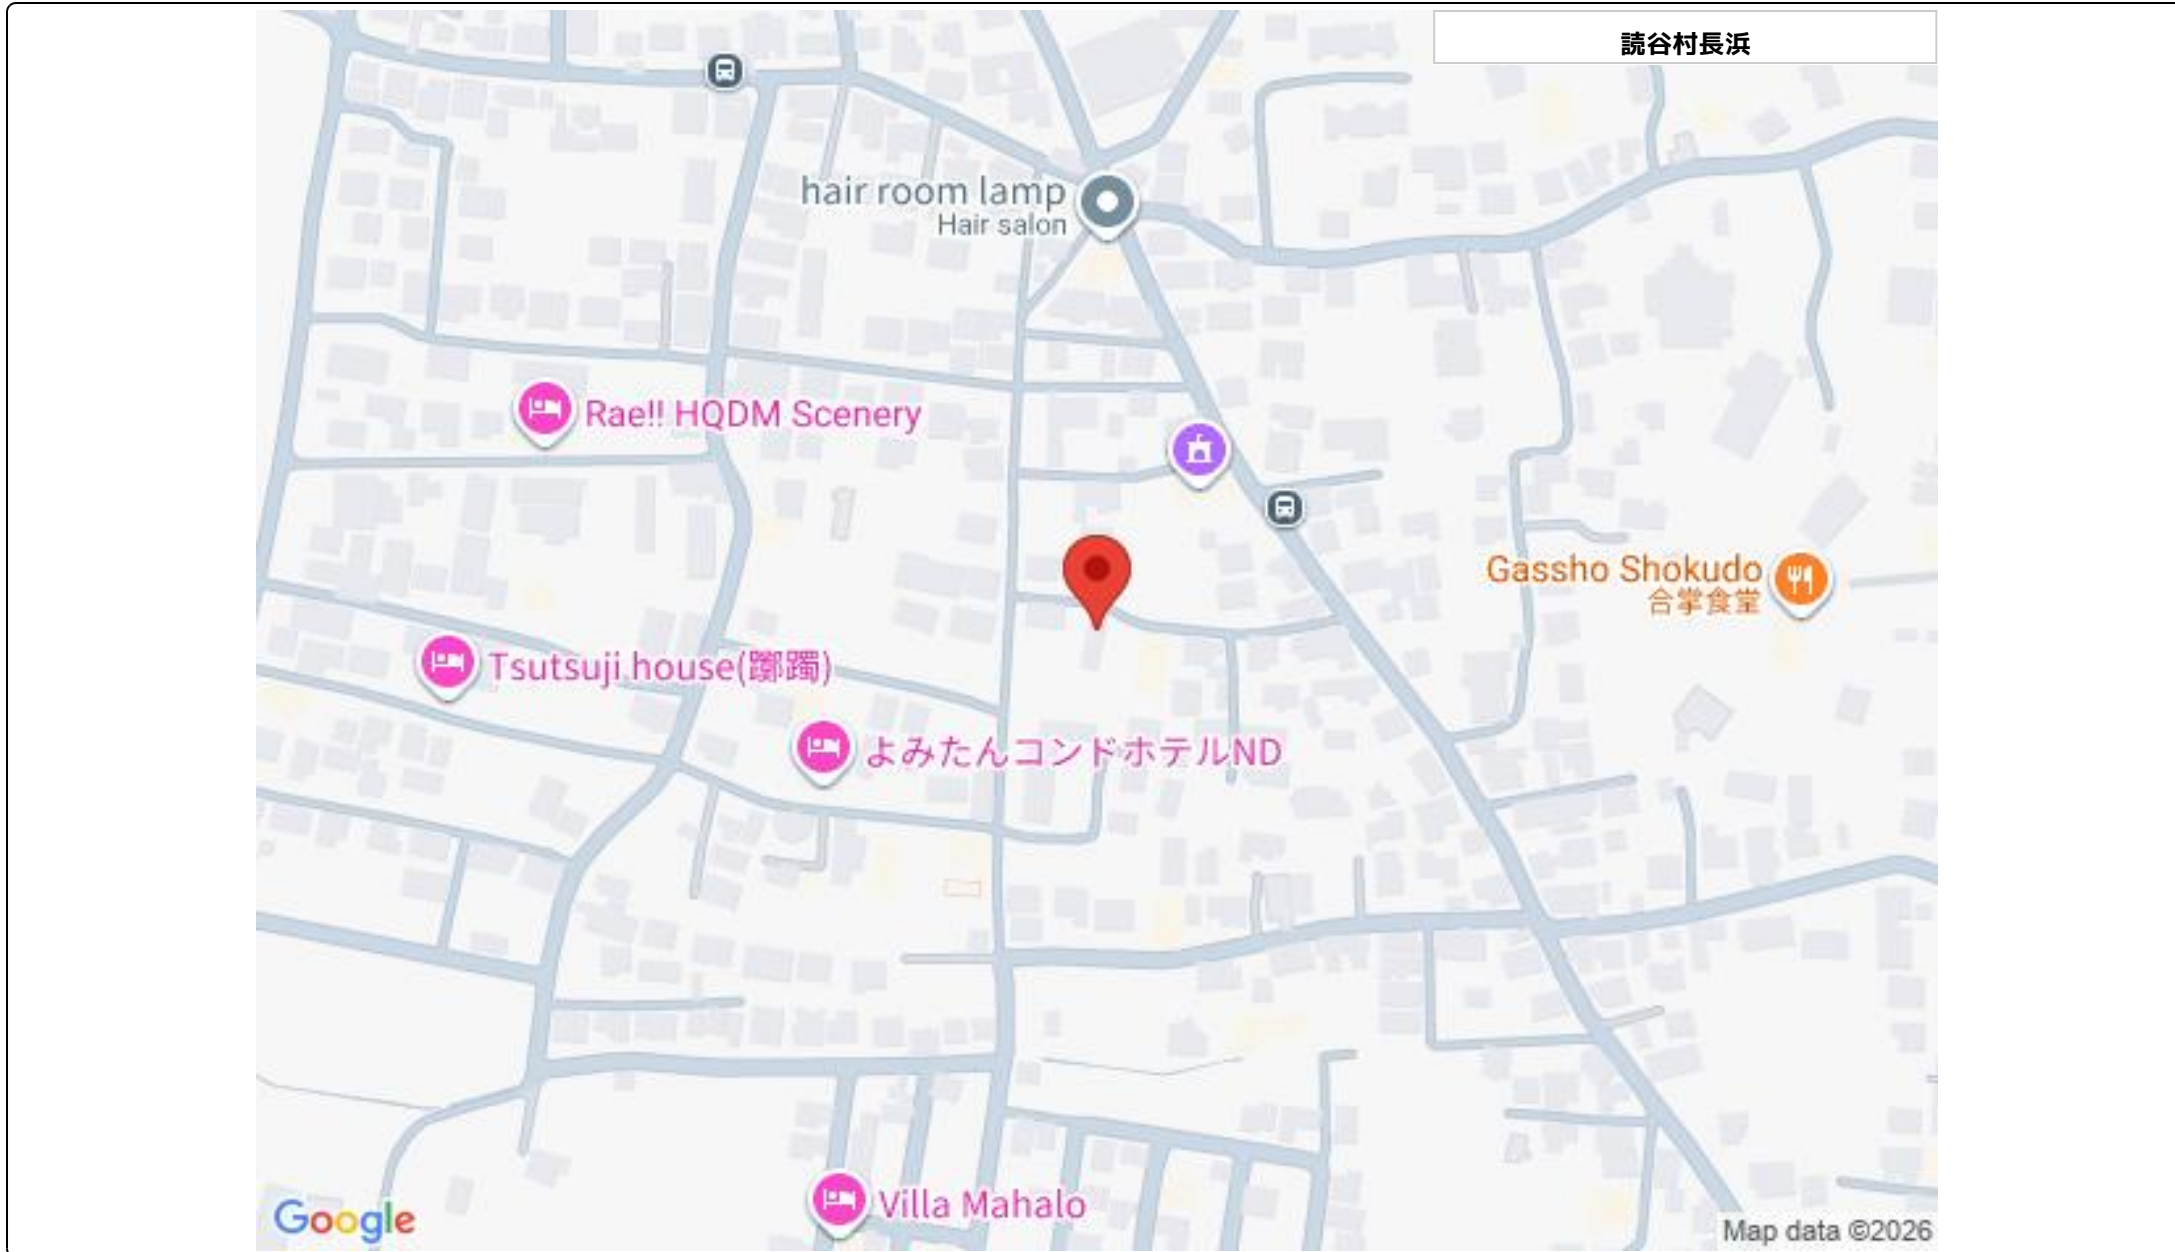 読谷村長浜
hair room lamp
Hair salon
Rae!! HQDM Scenery
Gassho Shokudo
合掌食堂
Tsutsuji house(躑躅)
よみたんコンドホテルND
Villa Mahalo
Google
Map data ©2026